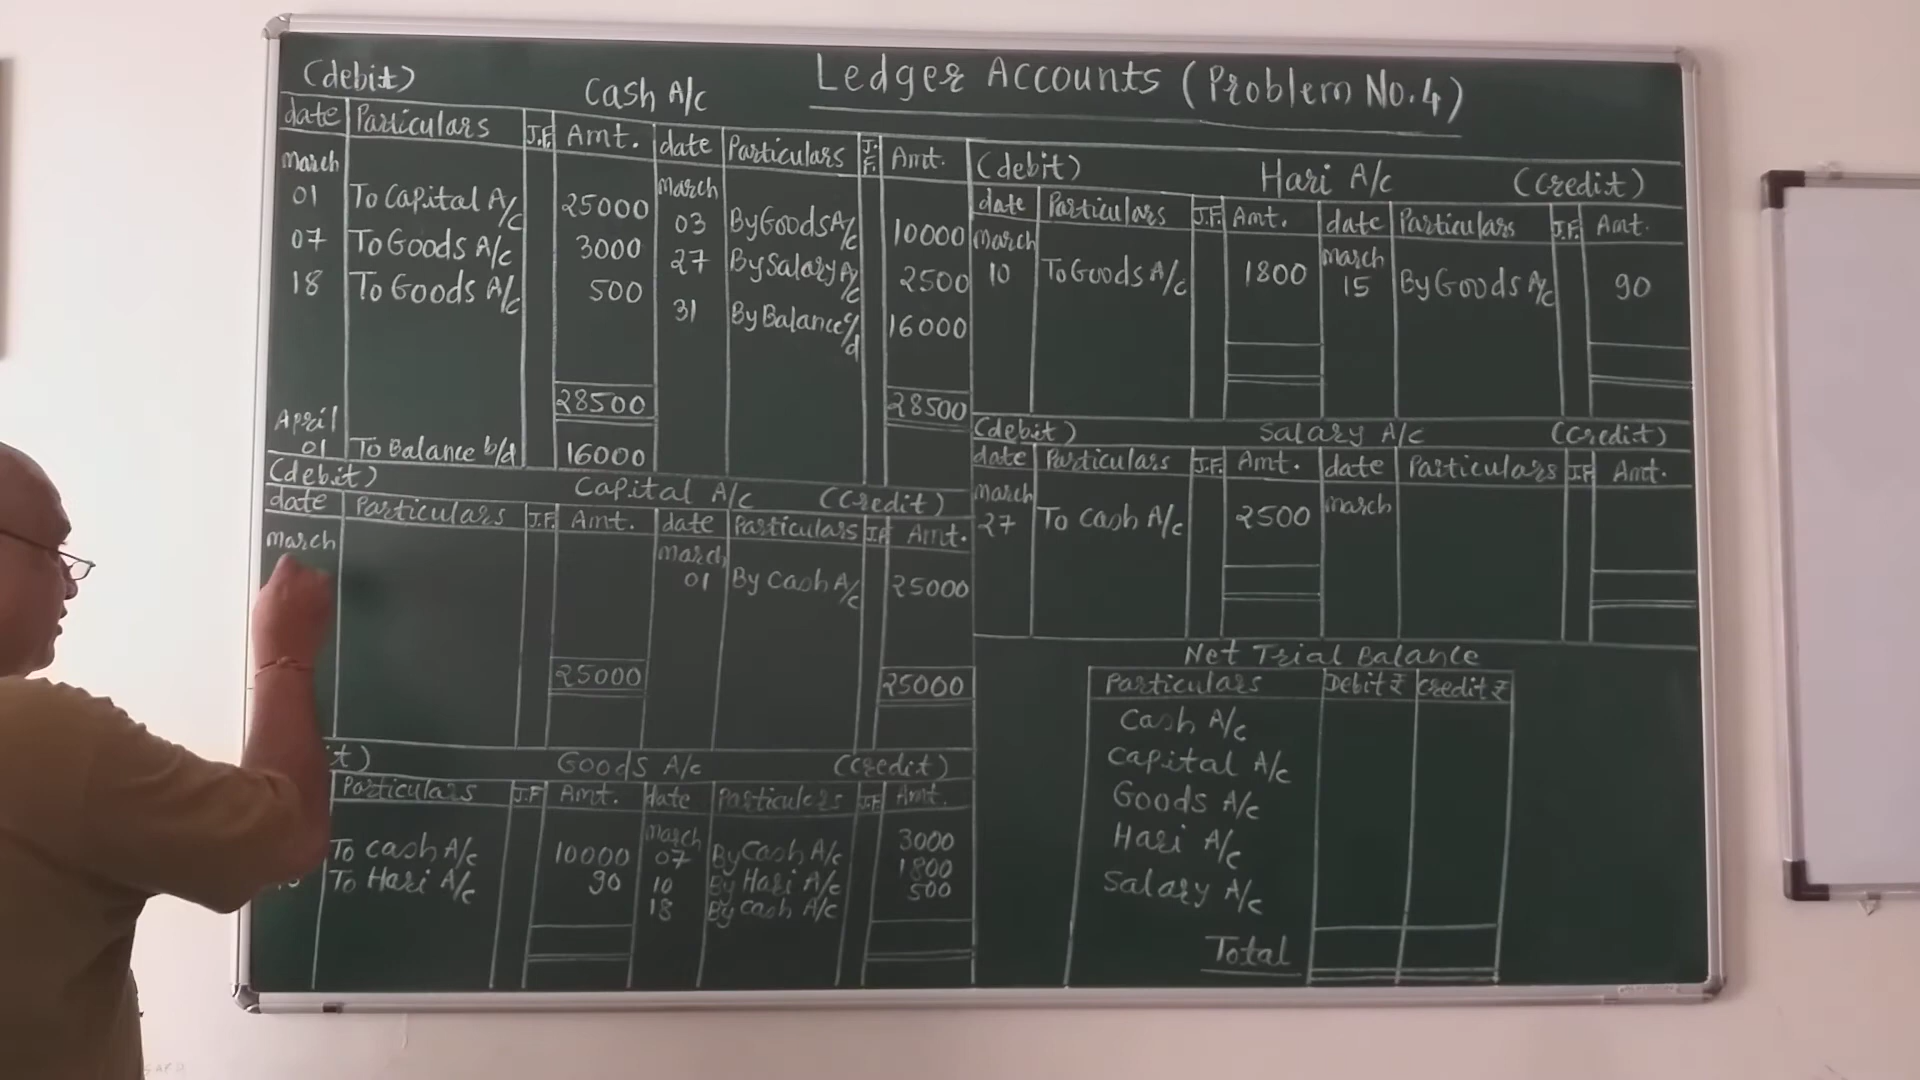 Ledger Accounts (Problem No.4)
(debit) Cash A/c
date Particulars J.F. Amt. date Particulars J.F. Amt.
March March
01 To Capital A/c 25000 03 By Goods A/c 10000
07 To Goods A/c 3000 27 By Salary A/c 2500
18 To Goods A/c 500 31 By Balance c/d 16000
28500 28500
April
01 To Balance b/d 16000
(debit) Capital A/c (Credit)
date Particulars J.F. Amt. date Particulars J.F. Amt.
March March
01 By Cash A/c 25000
25000 25000
it) Goods A/c (Credit)
Particulars J.F Amt. date Particulars J.F Amt.
March
To cash A/c 10000 07 By Cash A/c 3000
To Hari A/c 90 10 By Hari A/c 1800
18 By Cash A/c 500
(debit) Hari A/c (Credit)
date Particulars J.F. Amt. date Particulars J.F. Amt.
March March
10 To Goods A/c 1800 15 By Goods A/c 90
(debit) Salary A/c (Credit)
date Particulars J.F. Amt. date Particulars J.F Amt.
March March
27 To Cash A/c 2500
Net Trial Balance
Particulars Debit ₹ Credit ₹
Cash A/c
Capital A/c
Goods A/c
Hari A/c
Salary A/c
Total